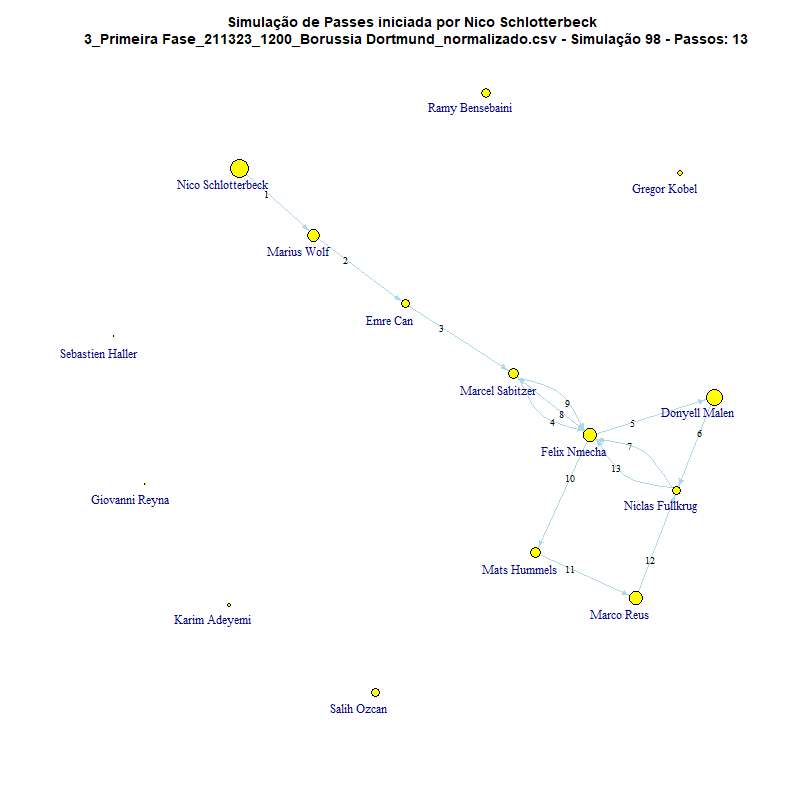 Simulação de Passes iniciada por Nico Schlotterbeck
3_Primeira Fase_211323_1200_Borussia Dortmund_normalizado.csv - Simulação 98 - Passos: 13
Ramy Bensebaini
Nico Schlotterbeck
Gregor Kobel
1
Marius Wolf
2
Emre Can
3
Sebastien Haller
Marcel Sabitzer
9
8
4
Donyell Malen
5
6
Felix Nmecha
7
13
10
Giovanni Reyna
Niclas Fullkrug
12
Mats Hummels
11
Marco Reus
Karim Adeyemi
Salih Ozcan